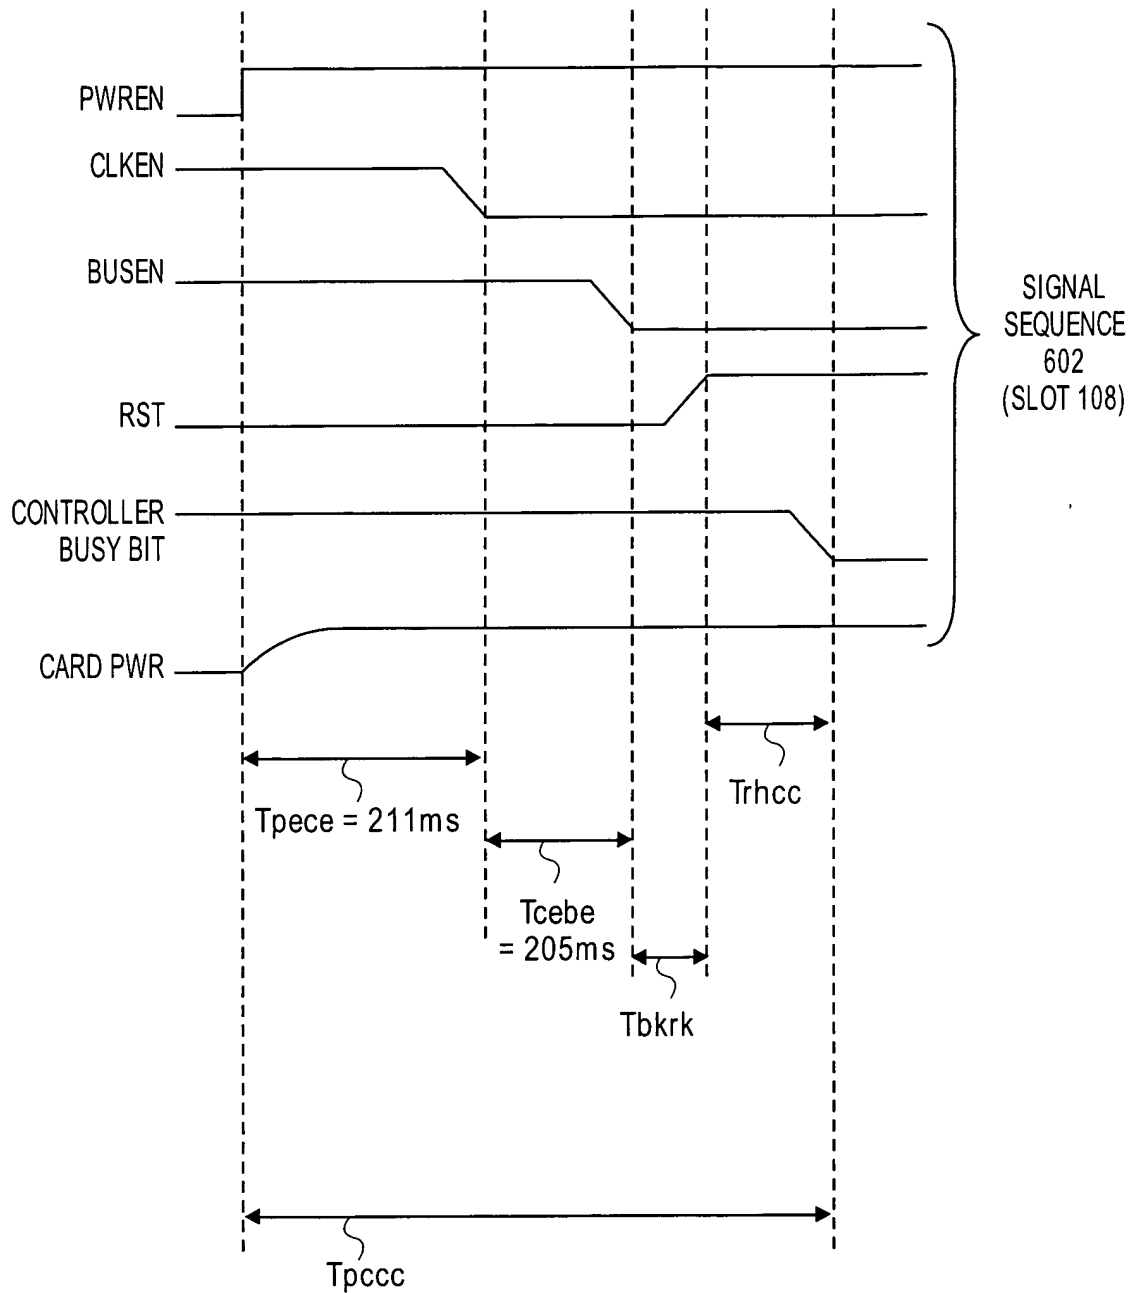 PWREN
CLKEN
BUSEN
RST
CONTROLLER
BUSY BIT
CARD PWR
SIGNAL
SEQUENCE
602
(SLOT 108)
Trhcc
Tpece = 211ms
Tcebe
= 205ms
Tbkrk
Tpccc